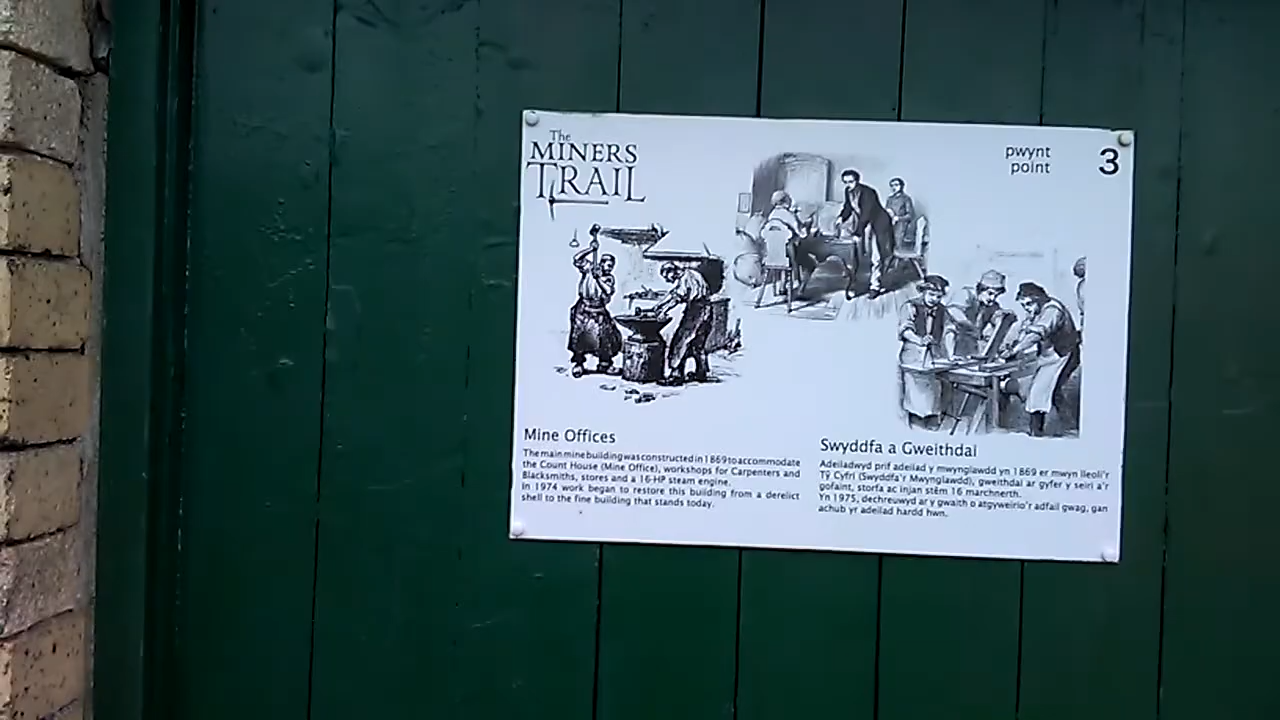 The
MINERS
TRAIL
pwynt
point
3
Mine Offices
The main mine building was constructed in 1869 to accommodate
the Count House (Mine Office), workshops for Carpenters and
Blacksmiths, stores and a 16-HP steam engine.
In 1974 work began to restore this building from a derelict
shell to the fine building that stands today.
Swyddfa a Gweithdai
Adeiladwyd prif adeilad y mwynglawdd yn 1869 er mwyn lleoli'r
Tŷ Cyfri (Swyddfa'r Mwynglawdd), gweithdai ar gyfer y seiri a'r
gofaint, storfa ac injan stêm 16 marchnerth.
Yn 1975, dechreuwyd ar y gwaith o atgyweirio'r adfail gwag, gan
achub yr adeilad hardd hwn.